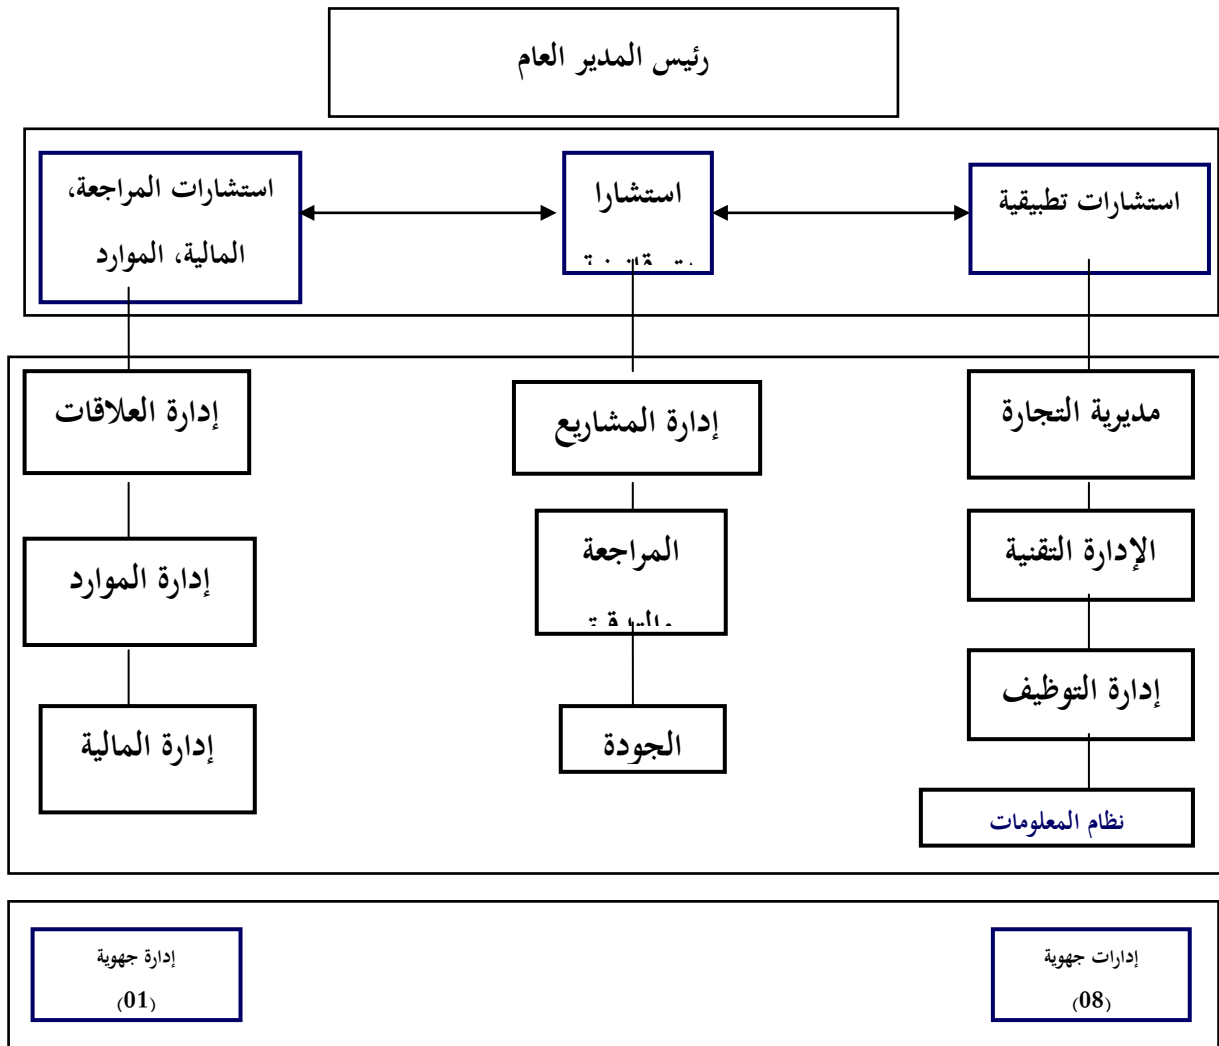 رئيس المدير العام
استشارات تطبيقية
استشارا
استشارات المراجعة،
المالية، الموارد
مديرية التجارة
إدارة المشاريع
إدارة العلاقات
الإدارة التقنية
المراجعة
إدارة الموارد
إدارة التوظيف
الجودة
إدارة المالية
نظام المعلومات
إدارات جهوية
(08)
إدارة جهوية
(01)